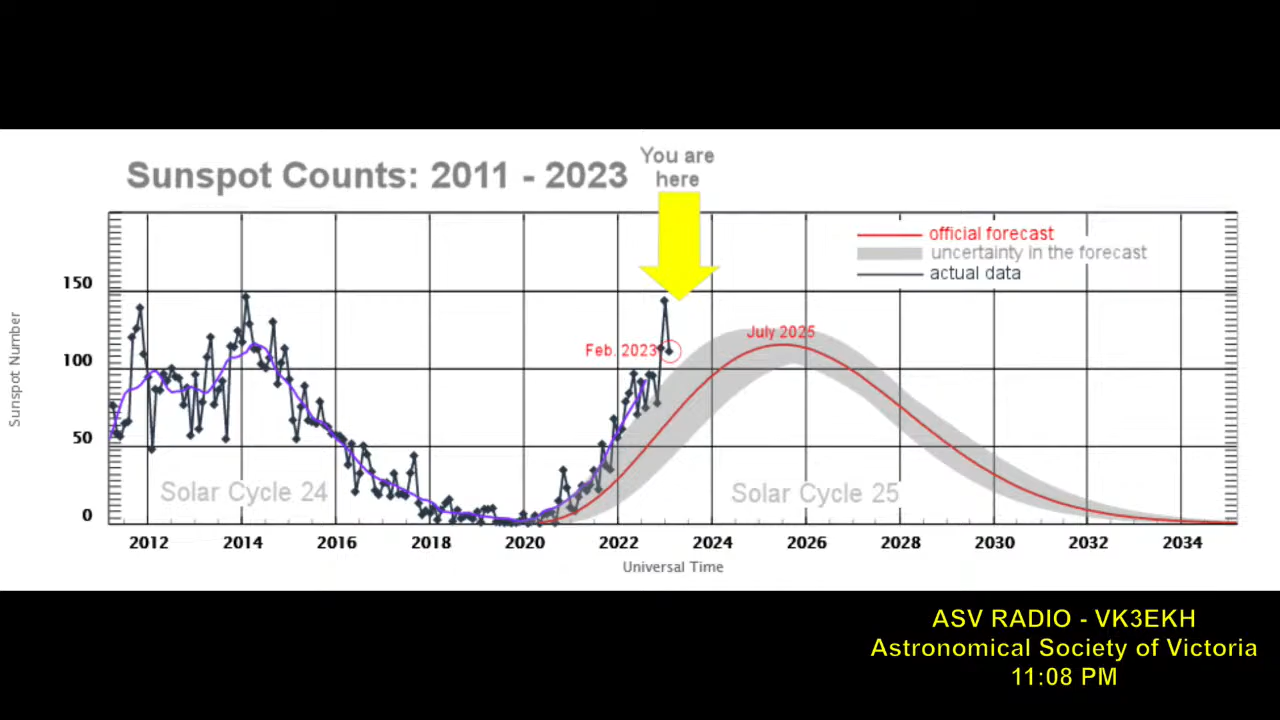 Sunspot Counts: 2011 - 2023
You are
here
official forecast
uncertainty in the forecast
actual data
150
100
50
0
Sunspot Number
July 2025
Feb. 2023
Solar Cycle 24
Solar Cycle 25
2012 2014 2016 2018 2020 2022 2024 2026 2028 2030 2032 2034
Universal Time
ASV RADIO - VK3EKH
Astronomical Society of Victoria
11:08 PM